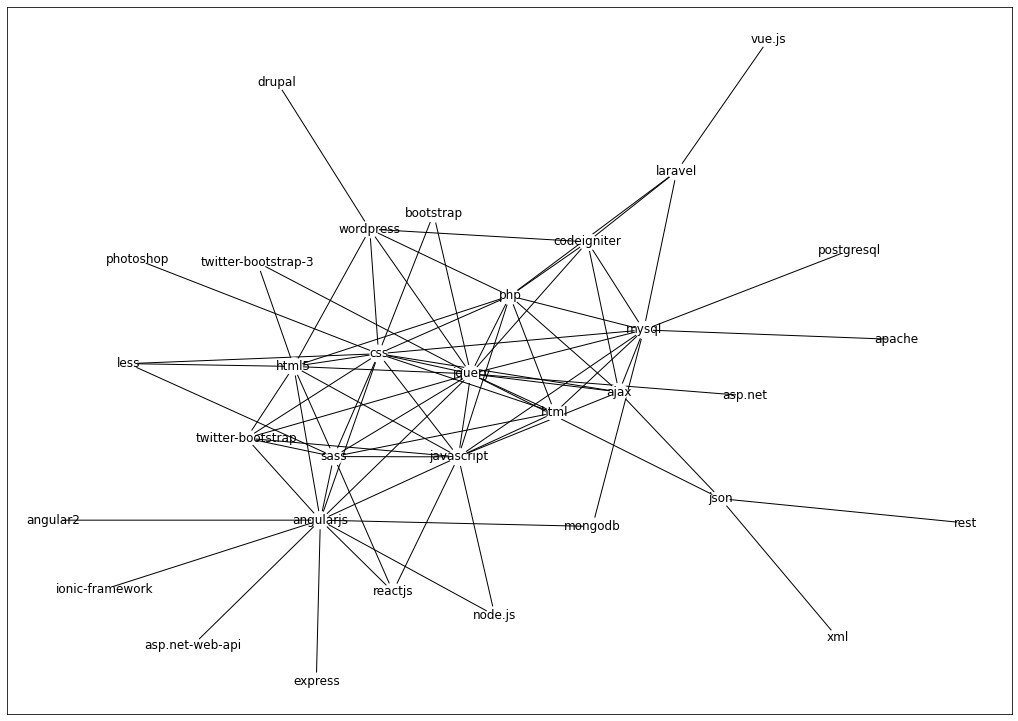 vue.js
drupal
laravel
bootstrap
wordpress
codeigniter
postgresql
photoshop
twitter-bootstrap-3
php
mysql
apache
css
less
html5
jquery
ajax
asp.net
html
twitter-bootstrap
sass
javascript
json
angular2
angularjs
mongodb
rest
ionic-framework
reactjs
node.js
xml
asp.net-web-api
express